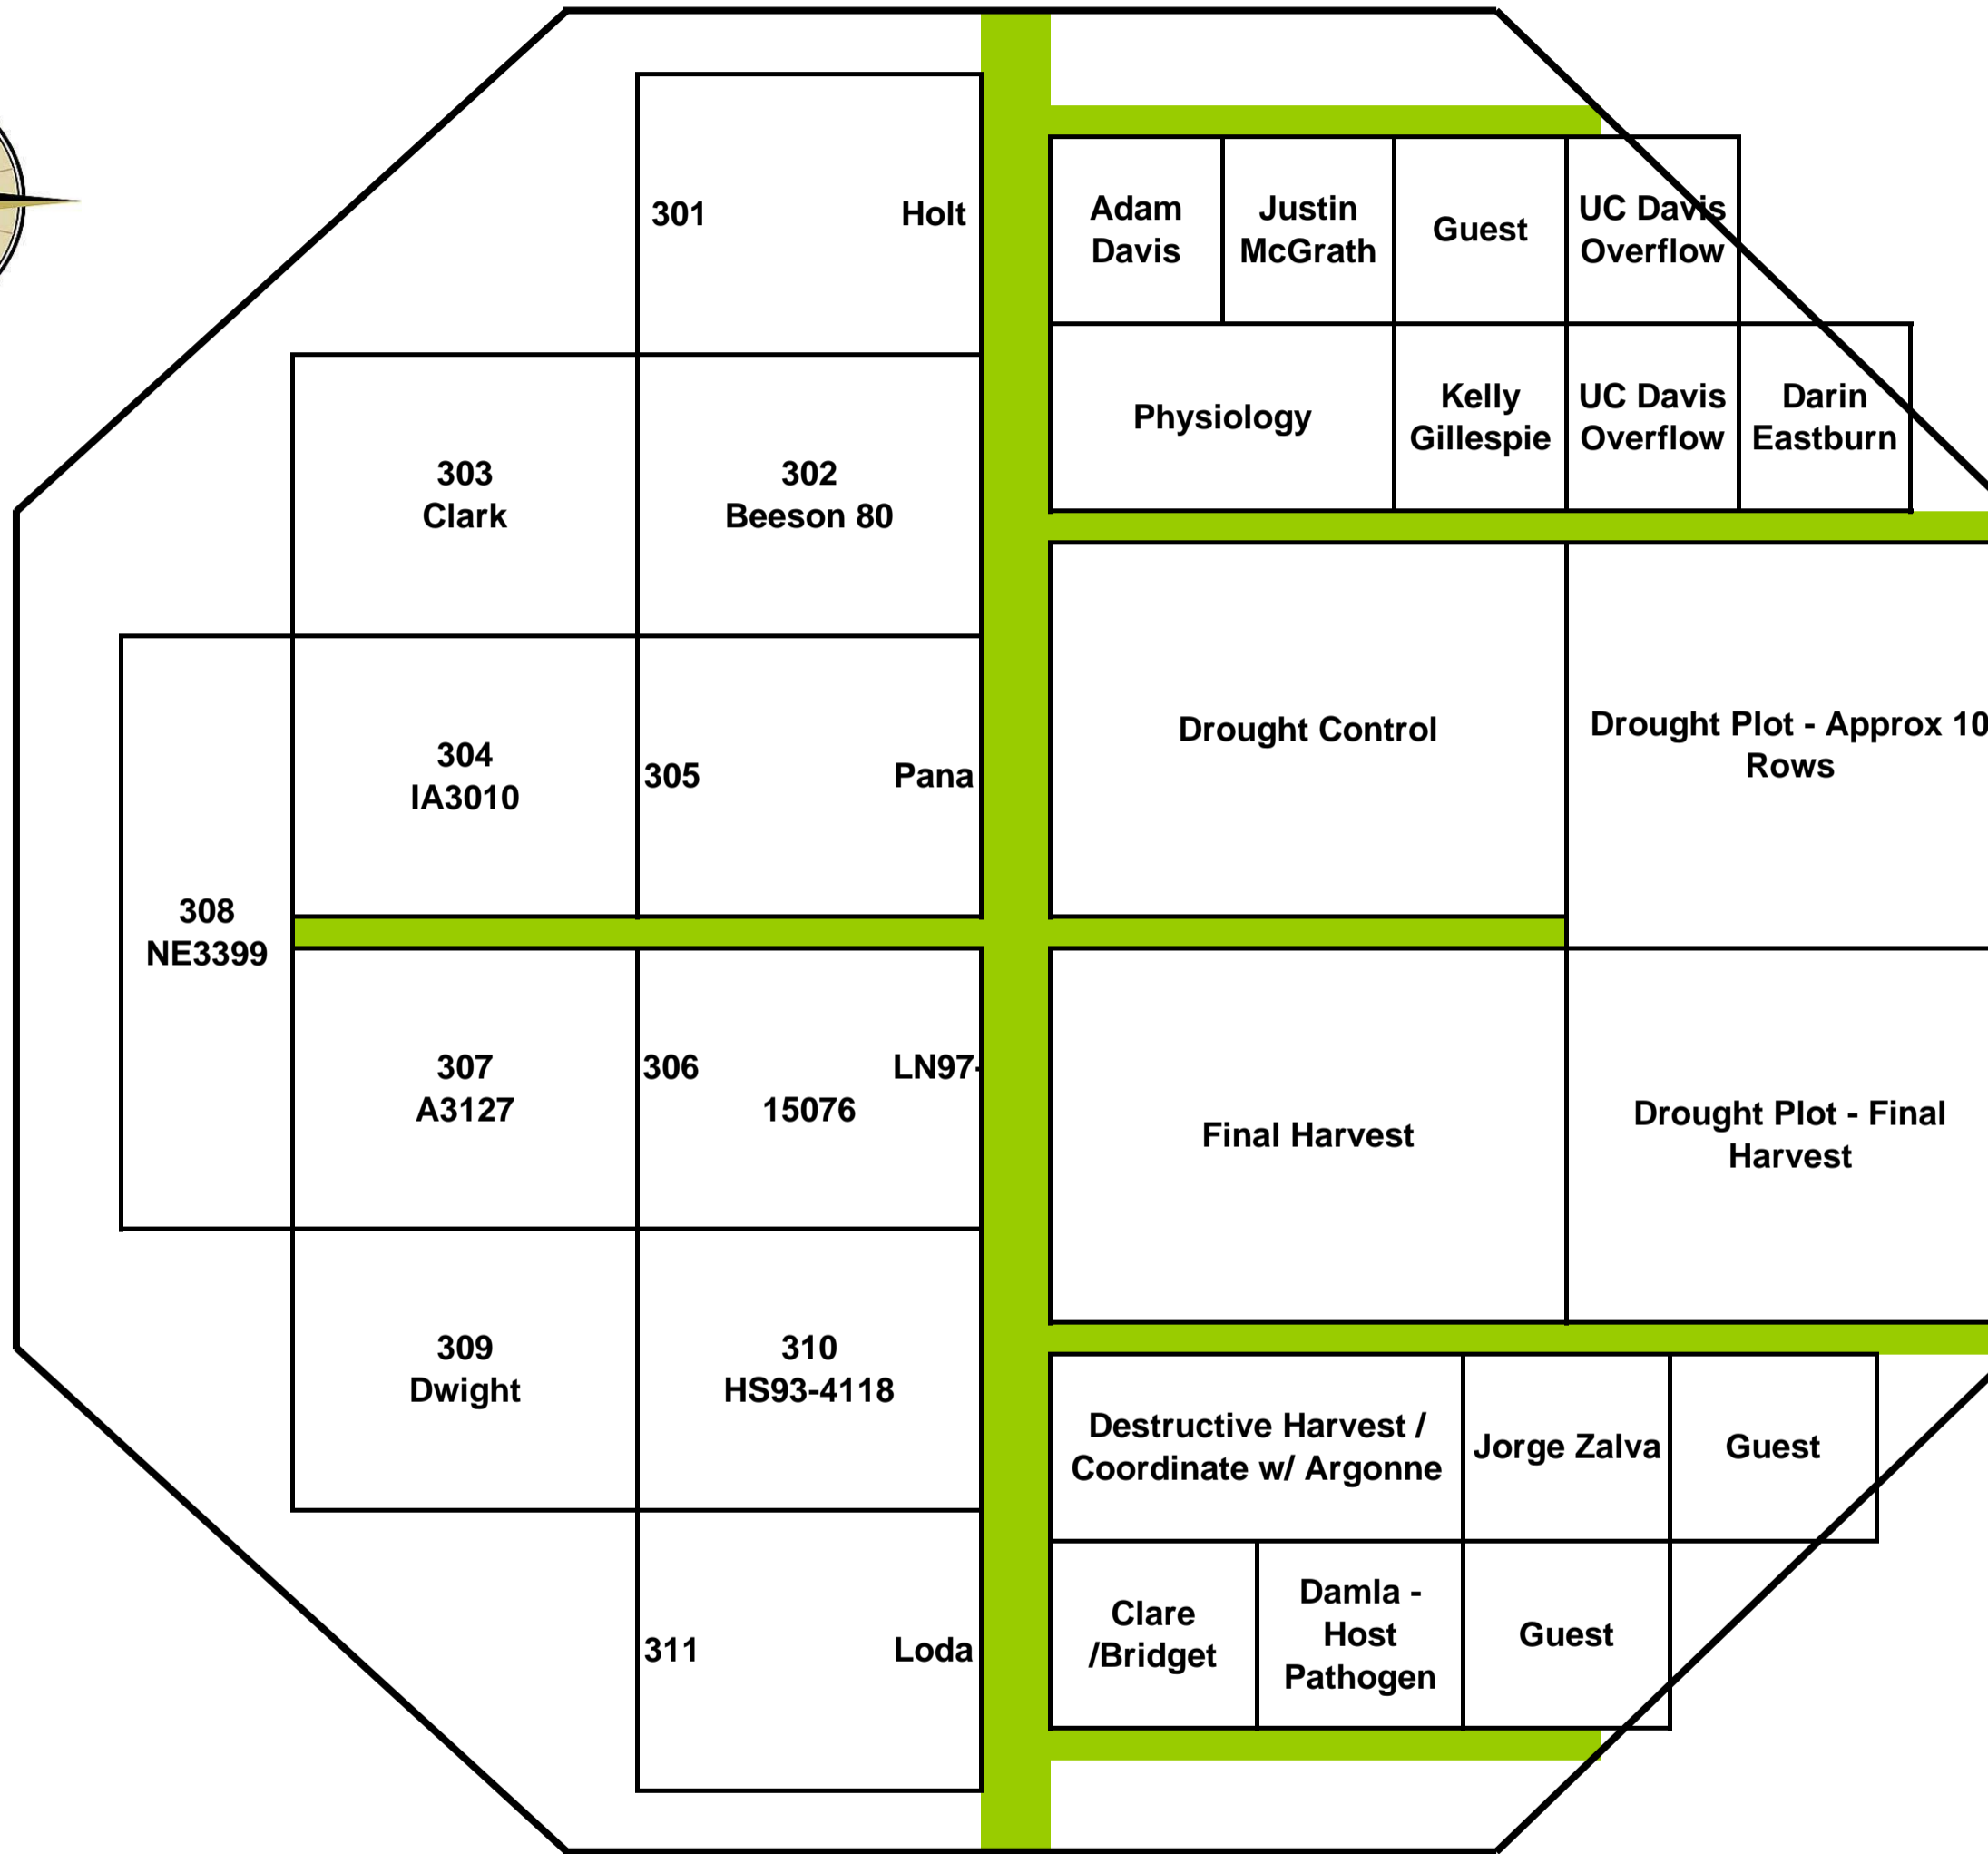 301 Holt
Adam
Davis
Justin
McGrath
Guest
UC Davis
Overflow
303
Clark
302
Beeson 80
Physiology
Kelly
Gillespie
UC Davis
Overflow
Darin
Eastburn
308
NE3399
304
IA3010
305 Pana
Drought Control
Drought Plot - Approx 10
Rows
307
A3127
306 LN97-
15076
Final Harvest
Drought Plot - Final
Harvest
309
Dwight
310
HS93-4118
Destructive Harvest /
Coordinate w/ Argonne
Jorge Zalva
Guest
311 Loda
Clare
/Bridget
Damla -
Host
Pathogen
Guest